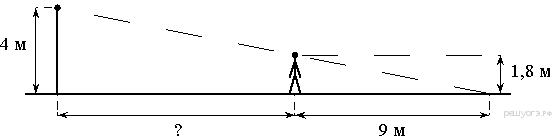 4 м
1,8 м
?
9 м
решуогэ.рф